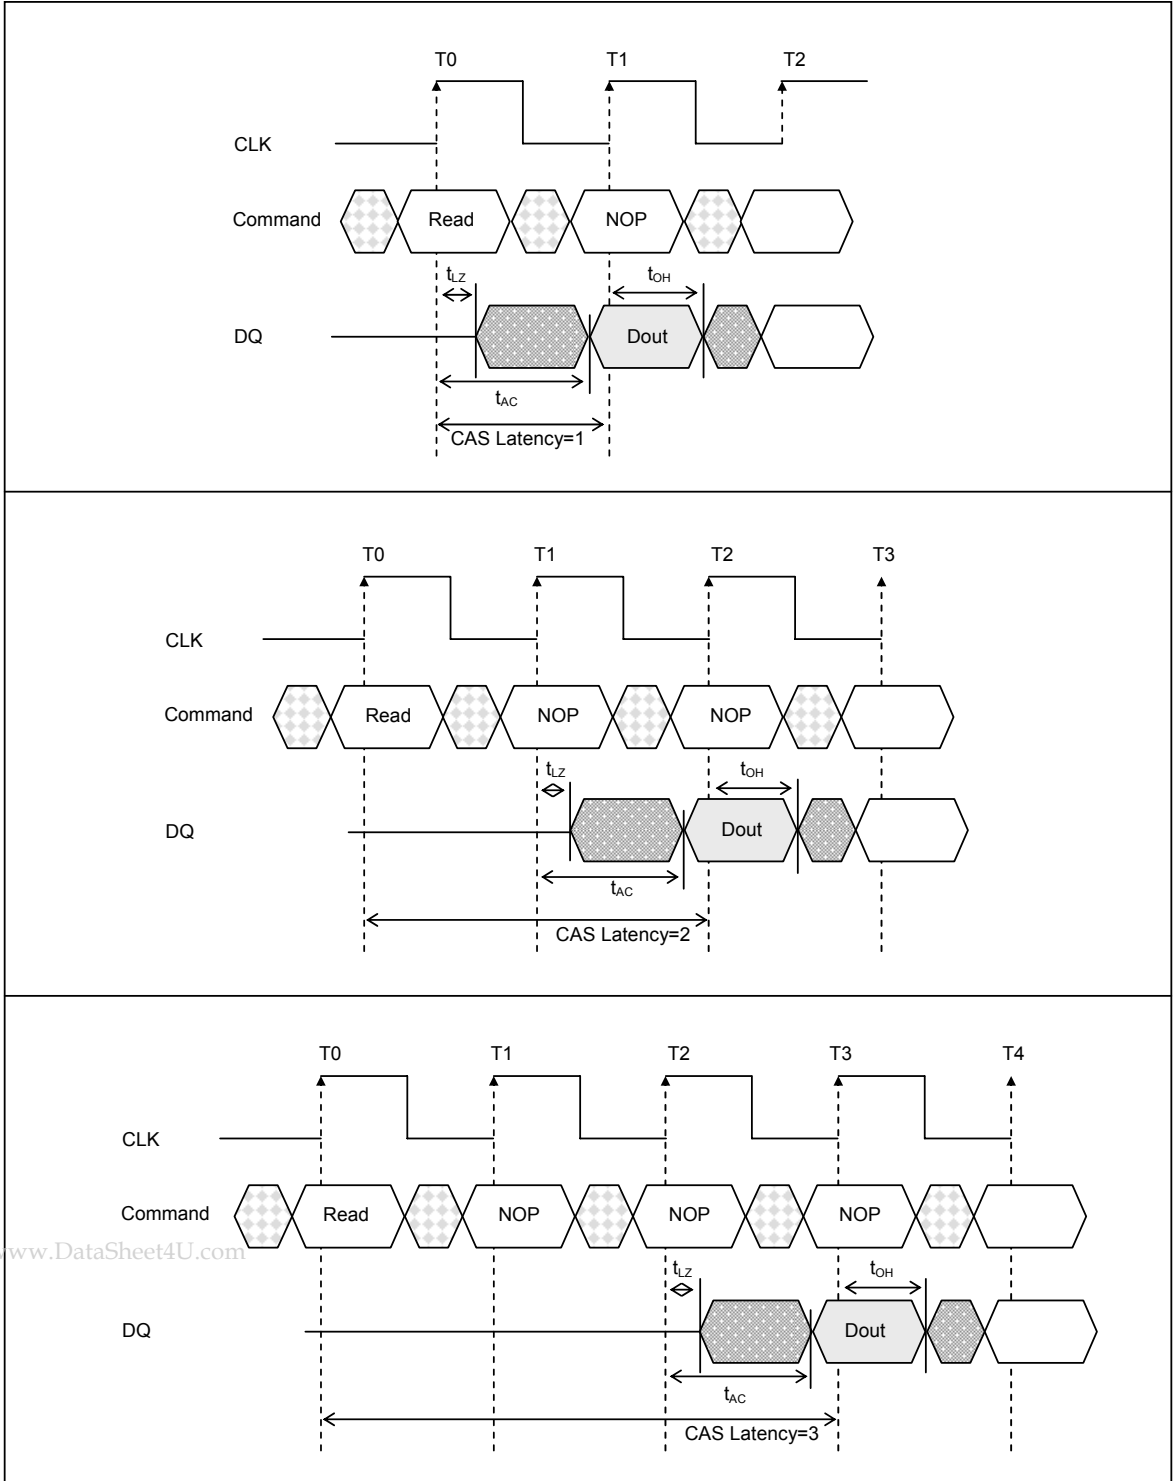 T0 T1 T2
CLK
Command Read NOP
tLZ tOH
DQ Dout
tAC
CAS Latency=1
T0 T1 T2 T3
CLK
Command Read NOP NOP
tLZ tOH
DQ Dout
tAC
CAS Latency=2
T0 T1 T2 T3 T4
CLK
Command Read NOP NOP NOP
www.DataSheet4U.com
tLZ tOH
DQ Dout
tAC
CAS Latency=3